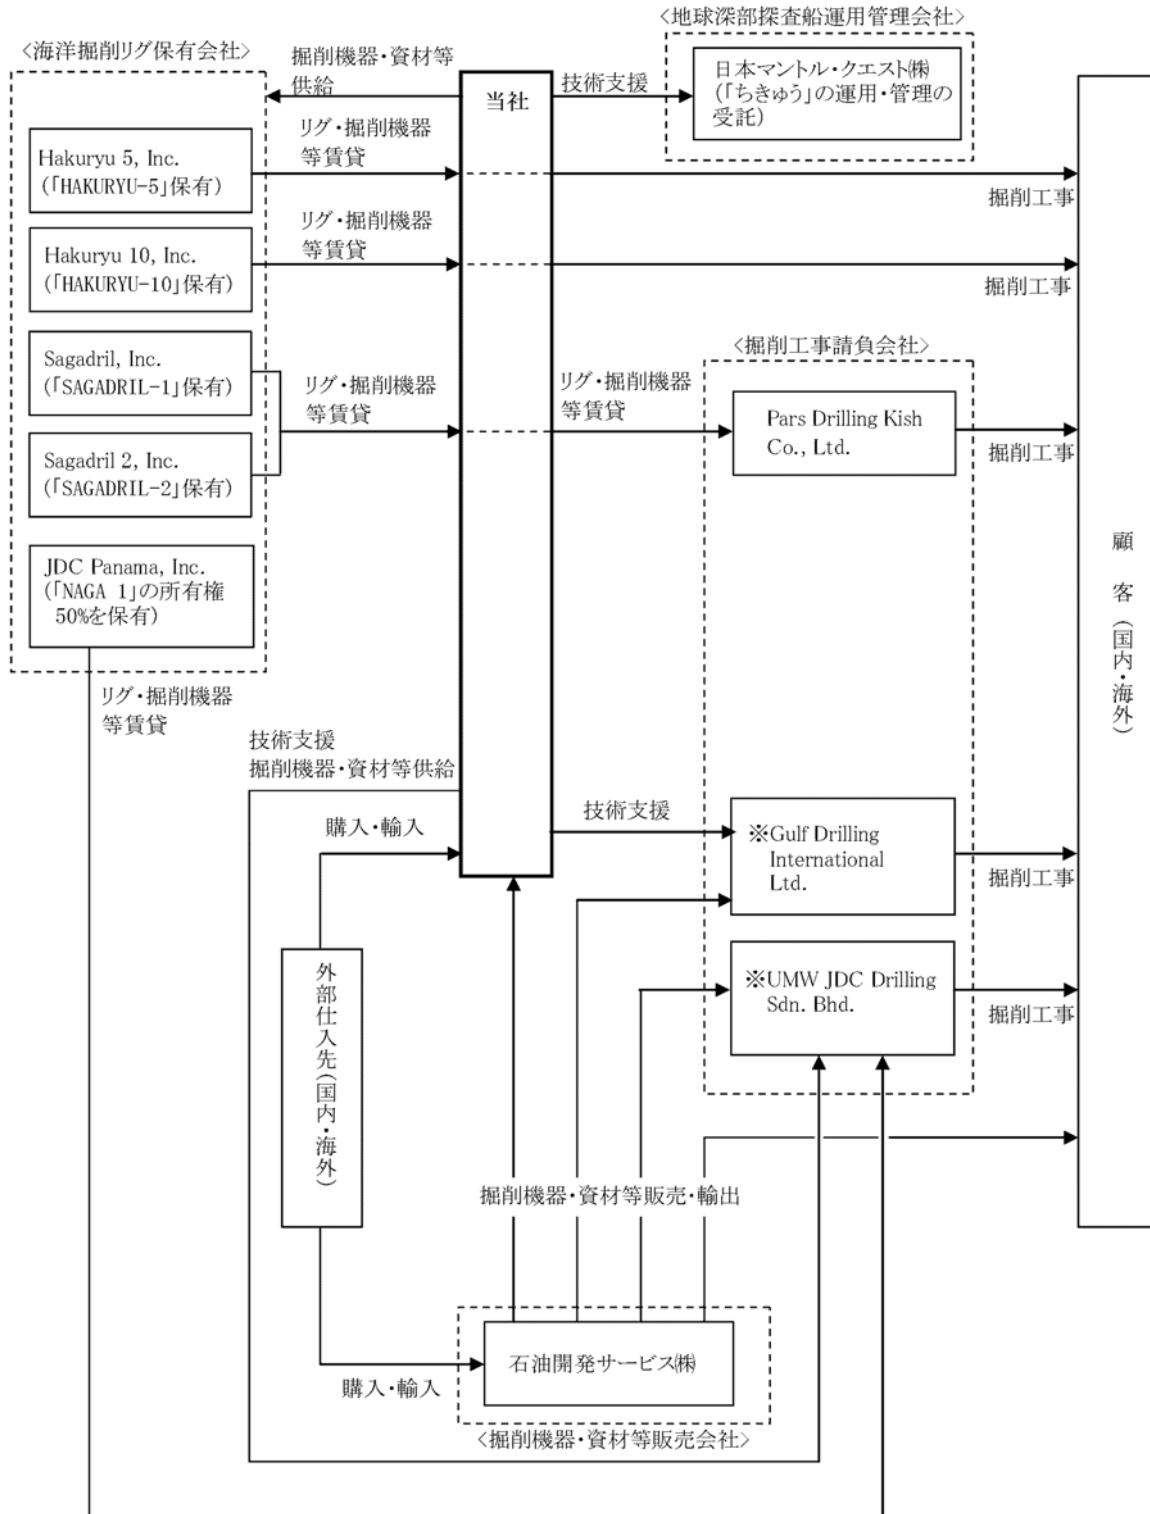 〈地球深部探査船運用管理会社〉
〈海洋掘削リグ保有会社〉
掘削機器・資材等
供給
当社
技術支援
日本マントル・クエスト㈱
(「ちきゅう」の運用・管理の
受託)
Hakuryu 5, Inc.
(「HAKURYU-5」保有)
リグ・掘削機器
等賃貸
掘削工事
Hakuryu 10, Inc.
(「HAKURYU-10」保有)
リグ・掘削機器
等賃貸
掘削工事
〈掘削工事請負会社〉
Sagadril, Inc.
(「SAGADRIL-1」保有)
リグ・掘削機器
等賃貸
リグ・掘削機器
等賃貸
Pars Drilling Kish
Co., Ltd.
掘削工事
Sagadril 2, Inc.
(「SAGADRIL-2」保有)
JDC Panama, Inc.
(「NAGA 1」の所有権
50%を保有)
顧 客 (国内・海外)
リグ・掘削機器
等賃貸
技術支援
掘削機器・資材等供給
購入・輸入
技術支援
※Gulf Drilling
International
Ltd.
掘削工事
外部仕入先(国内・海外)
※UMW JDC Drilling
Sdn. Bhd.
掘削工事
掘削機器・資材等販売・輸出
石油開発サービス㈱
購入・輸入
〈掘削機器・資材等販売会社〉